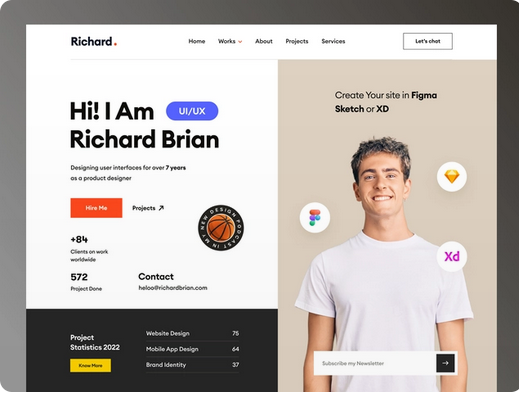 Richard.
Home Works About Projects Services Let's chat
Hi! I Am UI/UX
Richard Brian
Designing user interfaces for over 7 years
as a product designer
Hire Me Projects
NEW DESIGN PODCAST IN MY
+84
Clients on work
worldwide
572
Project Done
Contact
heloo@richardbrian.com
Create Your site in Figma
Sketch or XD
Xd
Project
Statistics 2022
Know More
Website Design 75
Mobile App Design 64
Brand Identity 37
Subscribe my Newsletter